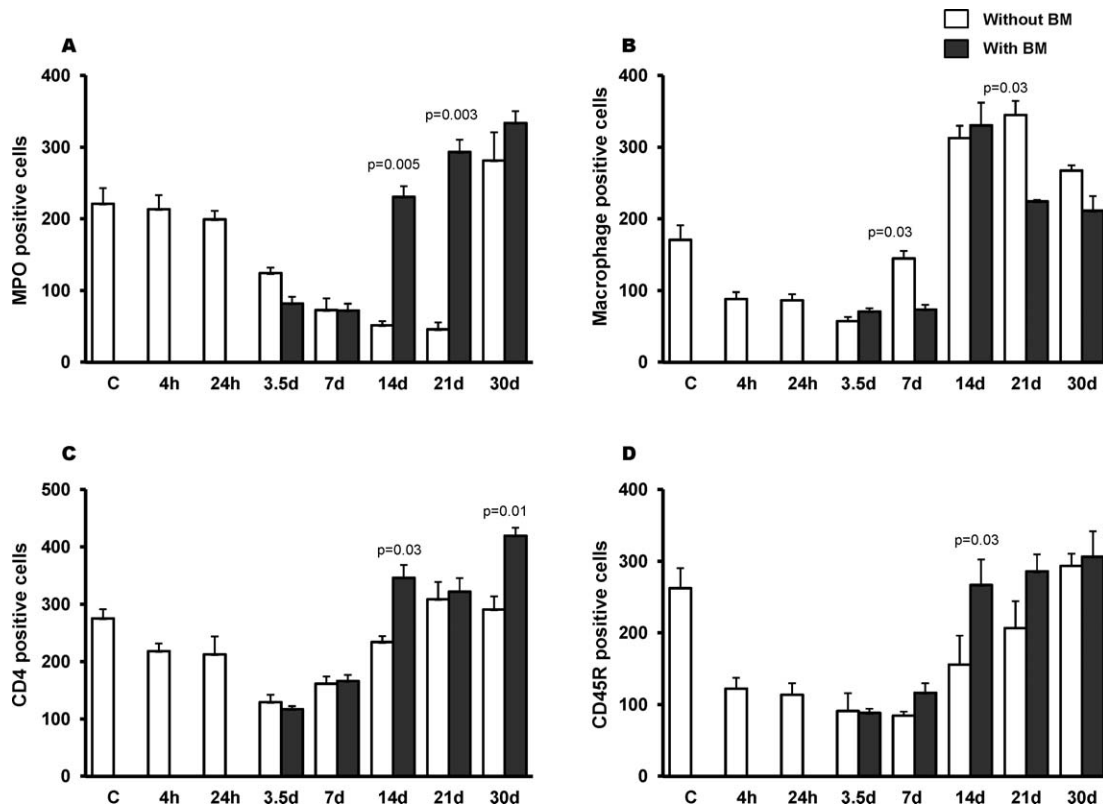 Without BM
With BM
A
MPO positive cells
400
300
200
100
0
p=0.005
p=0.003
C 4h 24h 3.5d 7d 14d 21d 30d
B
Macrophage positive cells
400
300
200
100
0
p=0.03
p=0.03
C 4h 24h 3.5d 7d 14d 21d 30d
C
CD4 positive cells
500
400
300
200
100
0
p=0.03
p=0.01
C 4h 24h 3.5d 7d 14d 21d 30d
D
CD45R positive cells
400
300
200
100
0
p=0.03
C 4h 24h 3.5d 7d 14d 21d 30d